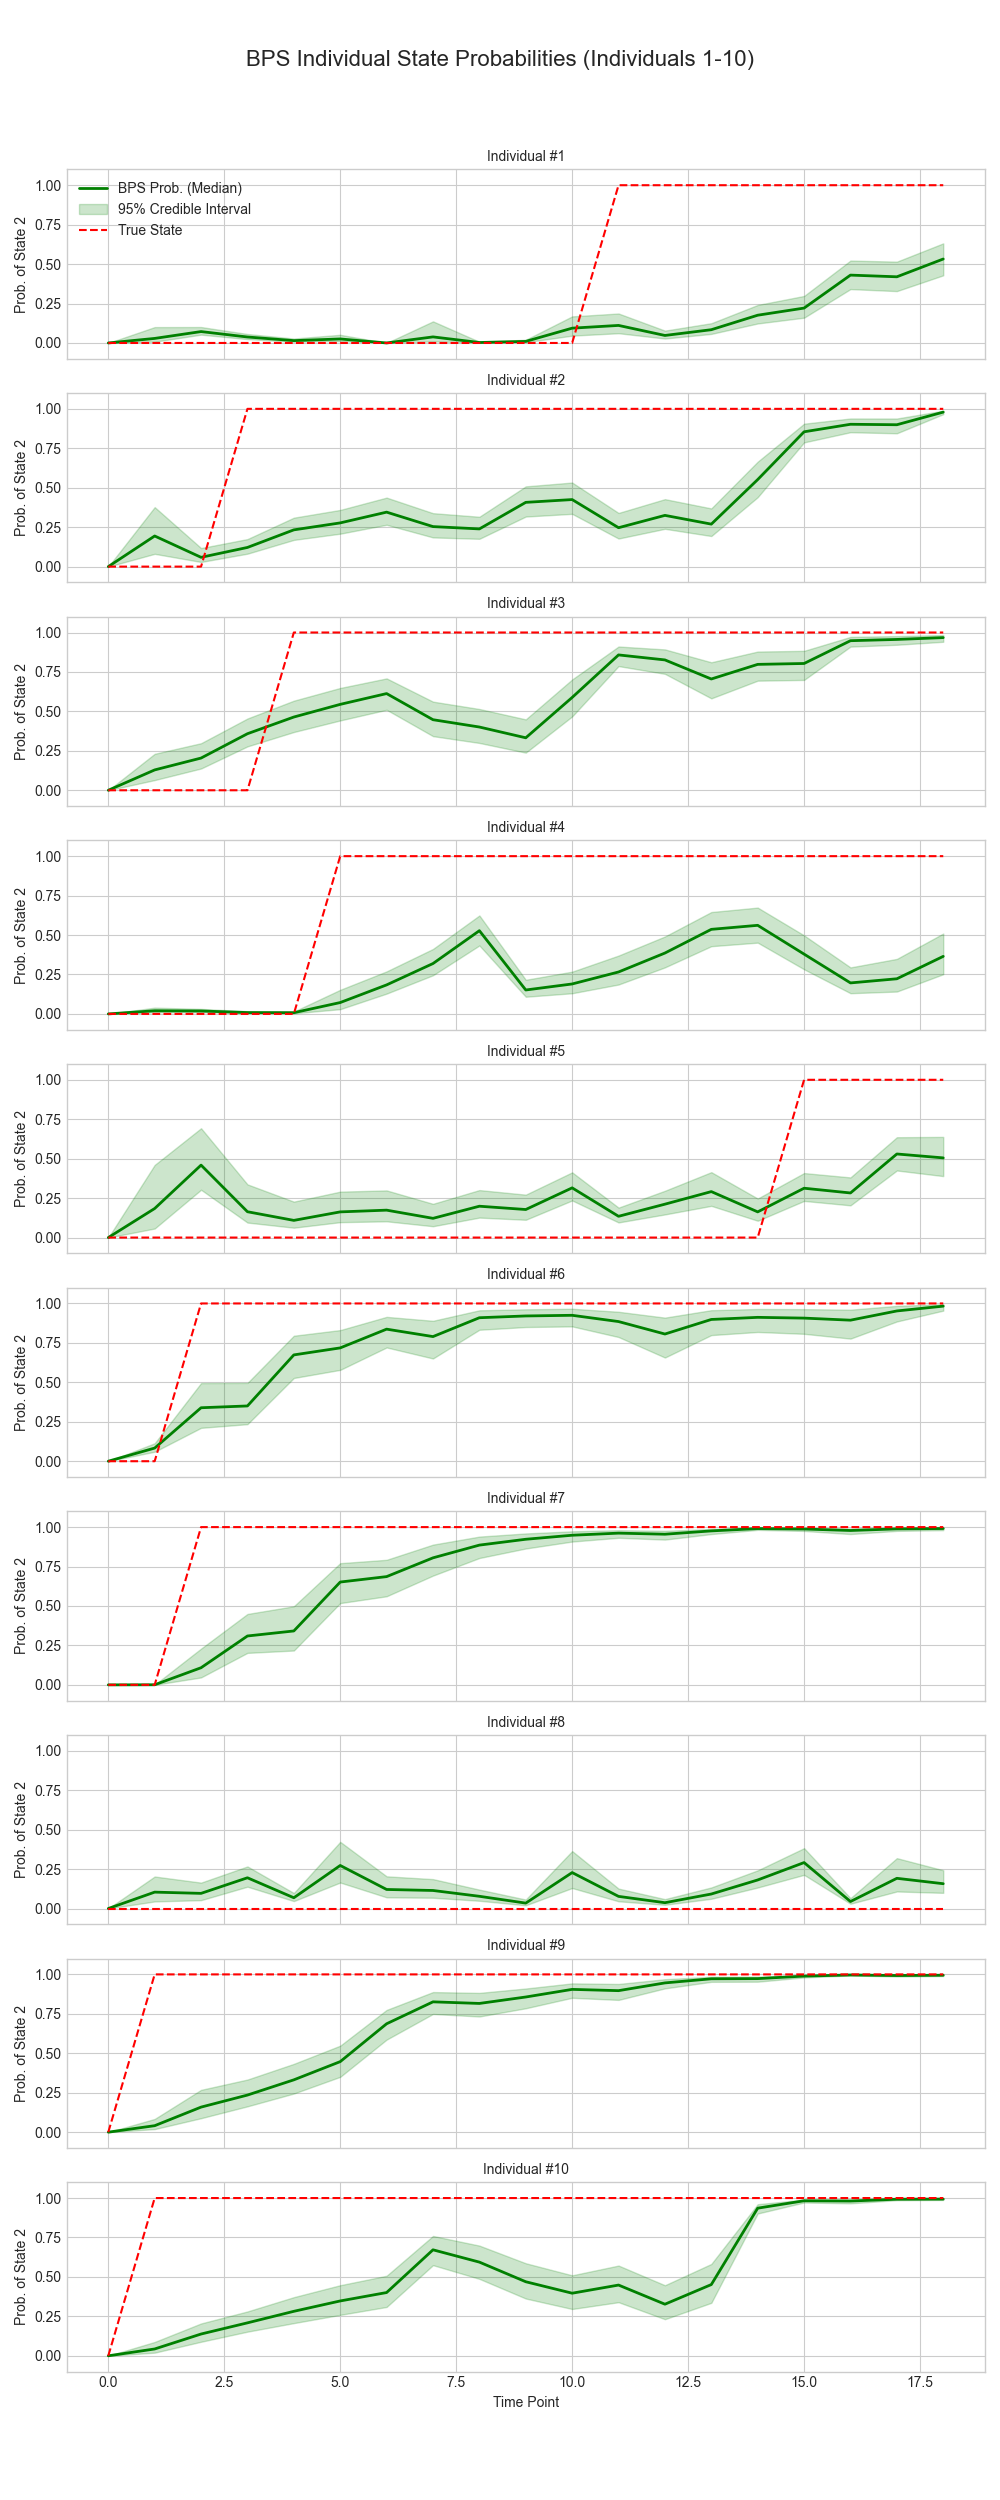 BPS Individual State Probabilities (Individuals 1-10)
Individual #1
BPS Prob. (Median)
95% Credible Interval
True State
Prob. of State 2
1.00
0.75
0.50
0.25
0.00
Individual #2
Prob. of State 2
1.00
0.75
0.50
0.25
0.00
Individual #3
Prob. of State 2
1.00
0.75
0.50
0.25
0.00
Individual #4
Prob. of State 2
1.00
0.75
0.50
0.25
0.00
Individual #5
Prob. of State 2
1.00
0.75
0.50
0.25
0.00
Individual #6
Prob. of State 2
1.00
0.75
0.50
0.25
0.00
Individual #7
Prob. of State 2
1.00
0.75
0.50
0.25
0.00
Individual #8
Prob. of State 2
1.00
0.75
0.50
0.25
0.00
Individual #9
Prob. of State 2
1.00
0.75
0.50
0.25
0.00
Individual #10
Prob. of State 2
1.00
0.75
0.50
0.25
0.00
0.0 2.5 5.0 7.5 10.0 12.5 15.0 17.5
Time Point